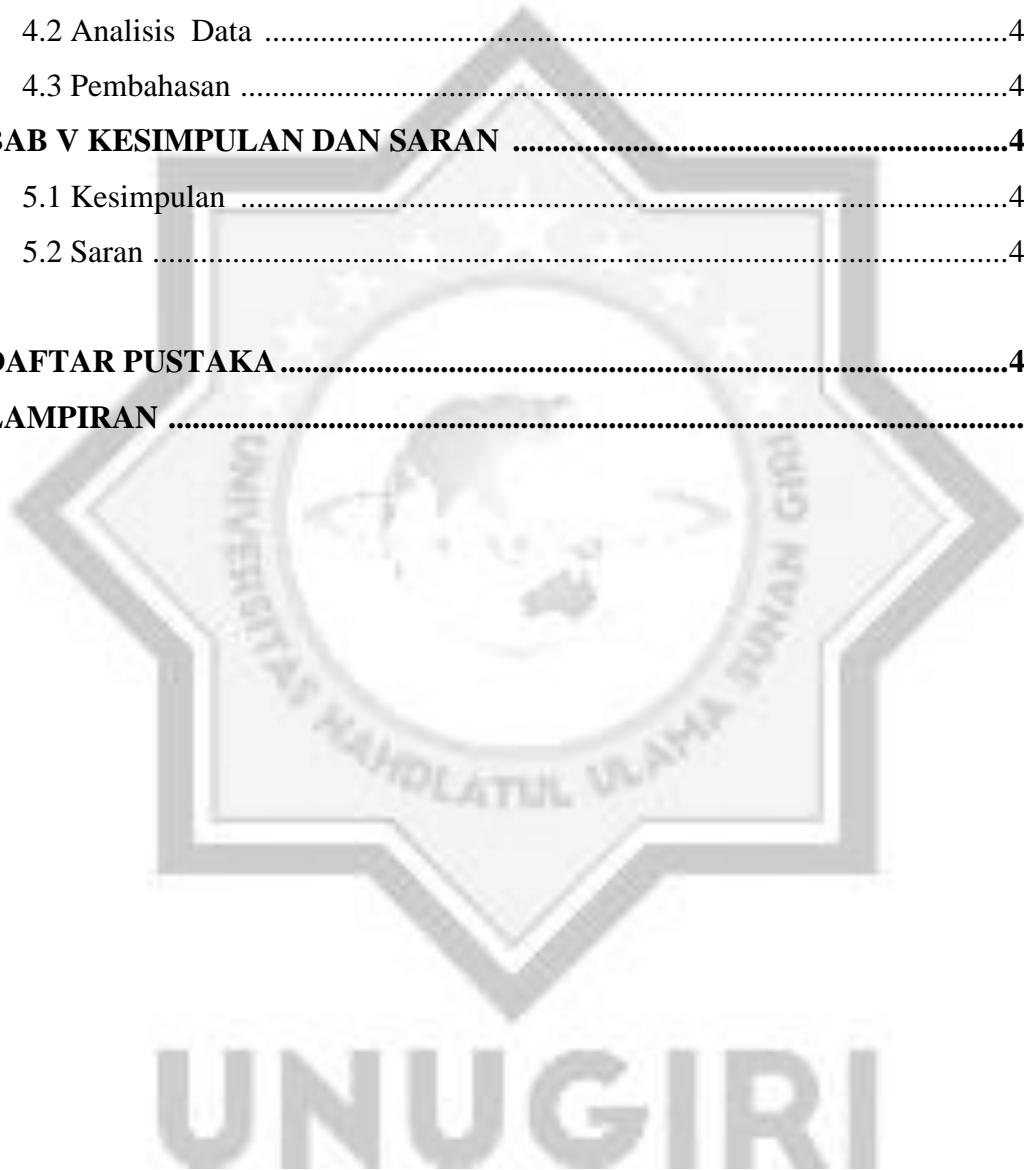 4.2 Analisis Data ........................................................................................4
4.3 Pembahasan ...........................................................................................4
BAB V KESIMPULAN DAN SARAN ..........................................................4
5.1 Kesimpulan ...........................................................................................4
5.2 Saran .....................................................................................................4
DAFTAR PUSTAKA .....................................................................................4
LAMPIRAN ..................................................................................................
UNIVERSITAS NAHDLATUL ULAMA SUNAN GIRI
UNUGIRI